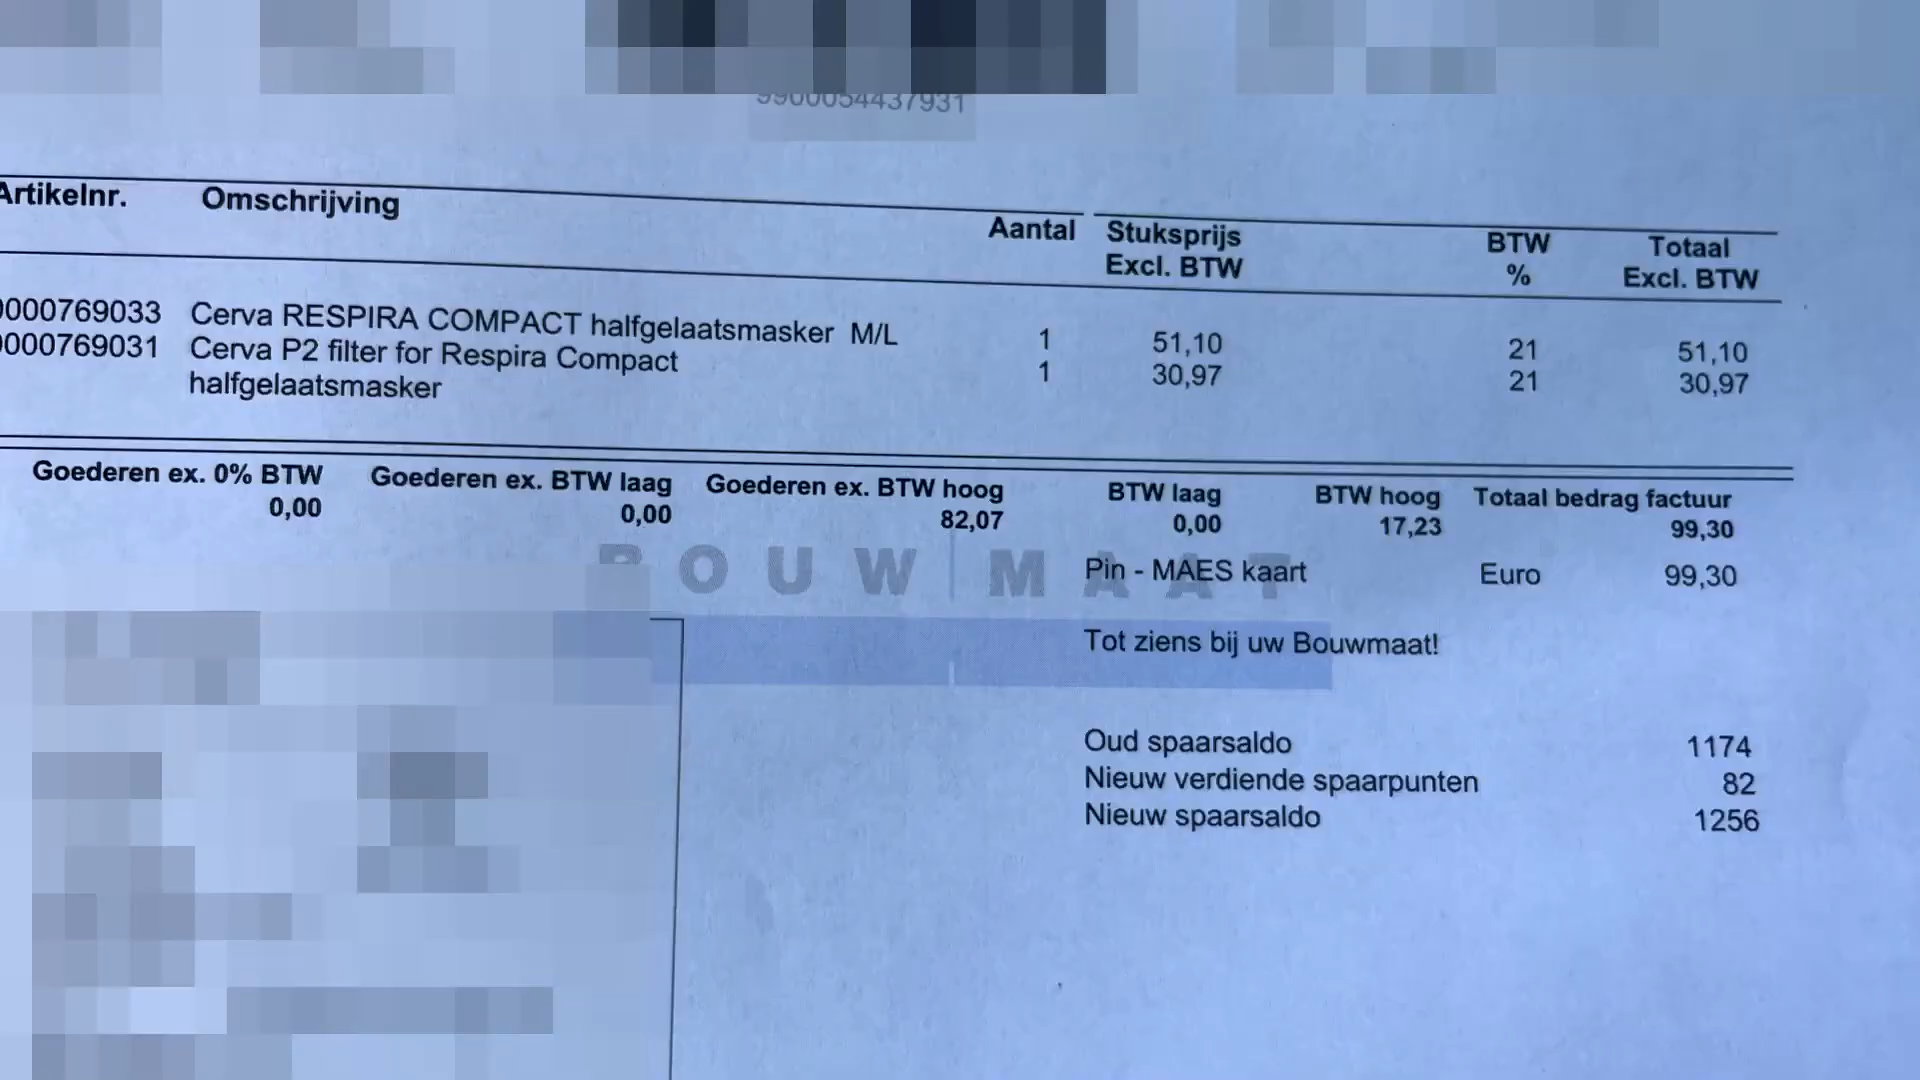 9900054437931
Artikelnr. Omschrijving Aantal Stuksprijs Excl. BTW BTW % Totaal Excl. BTW
0000769033 Cerva RESPIRA COMPACT halfgelaatsmasker M/L 1 51,10 21 51,10
0000769031 Cerva P2 filter for Respira Compact 1 30,97 21 30,97
halfgelaatsmasker
Goederen ex. 0% BTW Goederen ex. BTW laag Goederen ex. BTW hoog BTW laag BTW hoog Totaal bedrag factuur
0,00 0,00 82,07 0,00 17,23 99,30
BOUWMAAT
Pin - MAES kaart Euro 99,30
Tot ziens bij uw Bouwmaat!
Oud spaarsaldo 1174
Nieuw verdiende spaarpunten 82
Nieuw spaarsaldo 1256